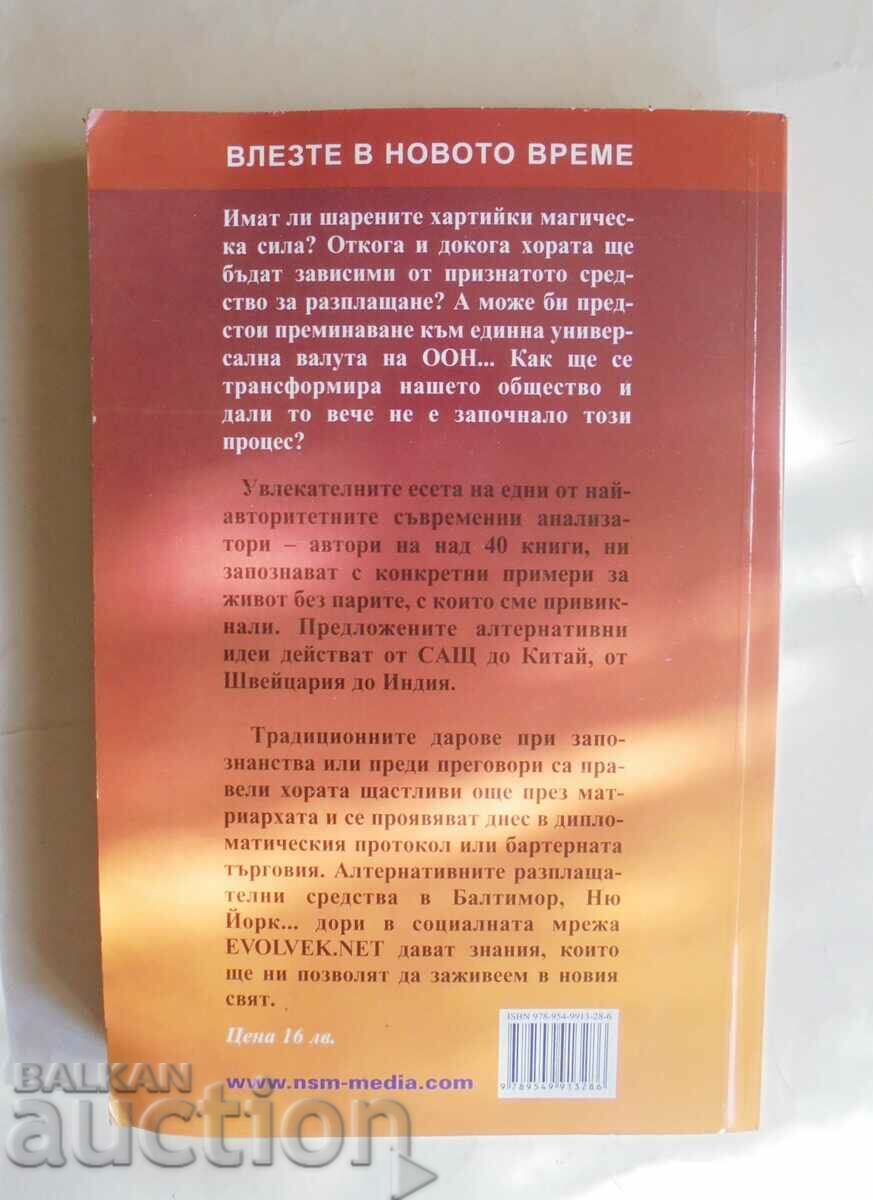 ВЛЕЗТЕ В НОВОТО ВРЕМЕ
Имат ли шарените хартийки магичес-
ка сила? Откога и докога хората ще
бъдат зависими от признатото сред-
ство за разплащане? А може би пред-
стои преминаване към единна универ-
сална валута на ООН... Как ще се
трансформира нашето общество и
дали то вече не е започнало този
процес?
Увлекателните есета на едни от най-
авторитетните съвременни анализа-
тори – автори на над 40 книги, ни
запознават с конкретни примери за
живот без парите, с които сме привик-
нали. Предложените алтернативни
идеи действат от САЩ до Китай, от
Швейцария до Индия.
Традиционните дарове при запо-
знанства или преди преговори са пра-
вели хората щастливи още през мат-
риархата и се проявяват днес в дипло-
матическия протокол или бартерната
търговия. Алтернативните разплаща-
телни средства в Балтимор, Ню
Йорк... дори в социалната мрежа
EVOLVEK.NET дават знания, които
ще ни позволят да заживеем в новия
свят.
Цена 16 лв.
www.nsm-media.com
ISBN 978-954-9913-28-6
9 789549 913286
BALKAN
auction